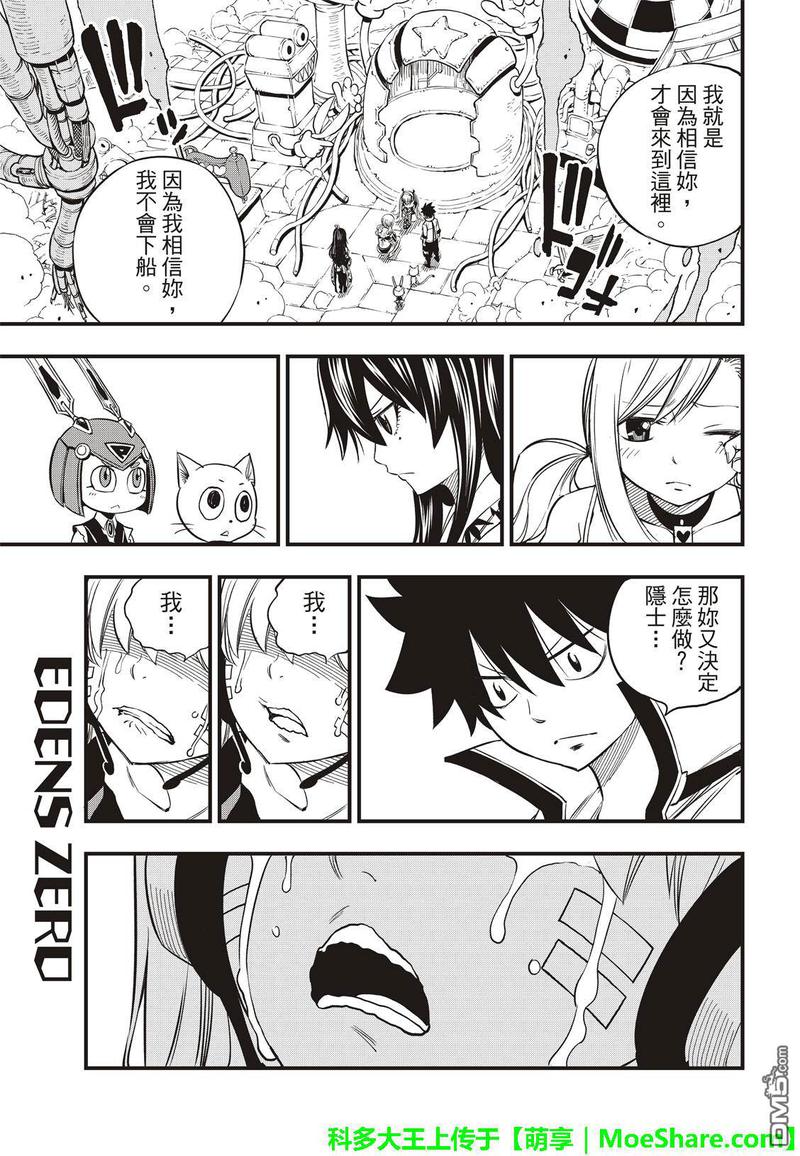 我就是
因為相信妳，
才會來到這裡。
因為我相信妳，
我不會下船。
那妳又決定
怎麼做？
隱士…
我…
我…
EDENS ZERO
DM5.com
科多大王上传于【萌享｜MoeShare.com】